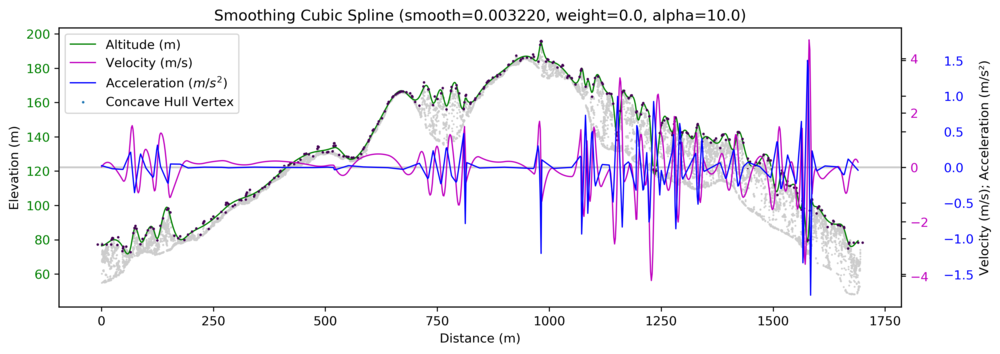 Smoothing Cubic Spline (smooth=0.003220, weight=0.0, alpha=10.0)
Altitude (m)
Velocity (m/s)
Acceleration (m/s²)
Concave Hull Vertex
Elevation (m)
200
180
160
140
120
100
80
60
4
2
0
−2
−4
1.5
1.0
0.5
0.0
−0.5
−1.0
−1.5
Velocity (m/s); Acceleration (m/s²)
0 250 500 750 1000 1250 1500 1750
Distance (m)